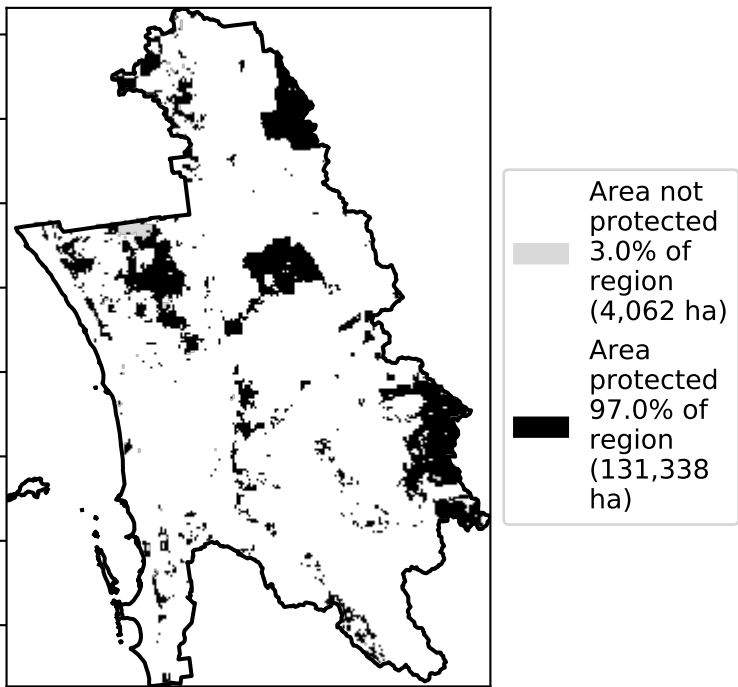 Area not
protected
3.0% of
region
(4,062 ha)
Area
protected
97.0% of
region
(131,338
ha)